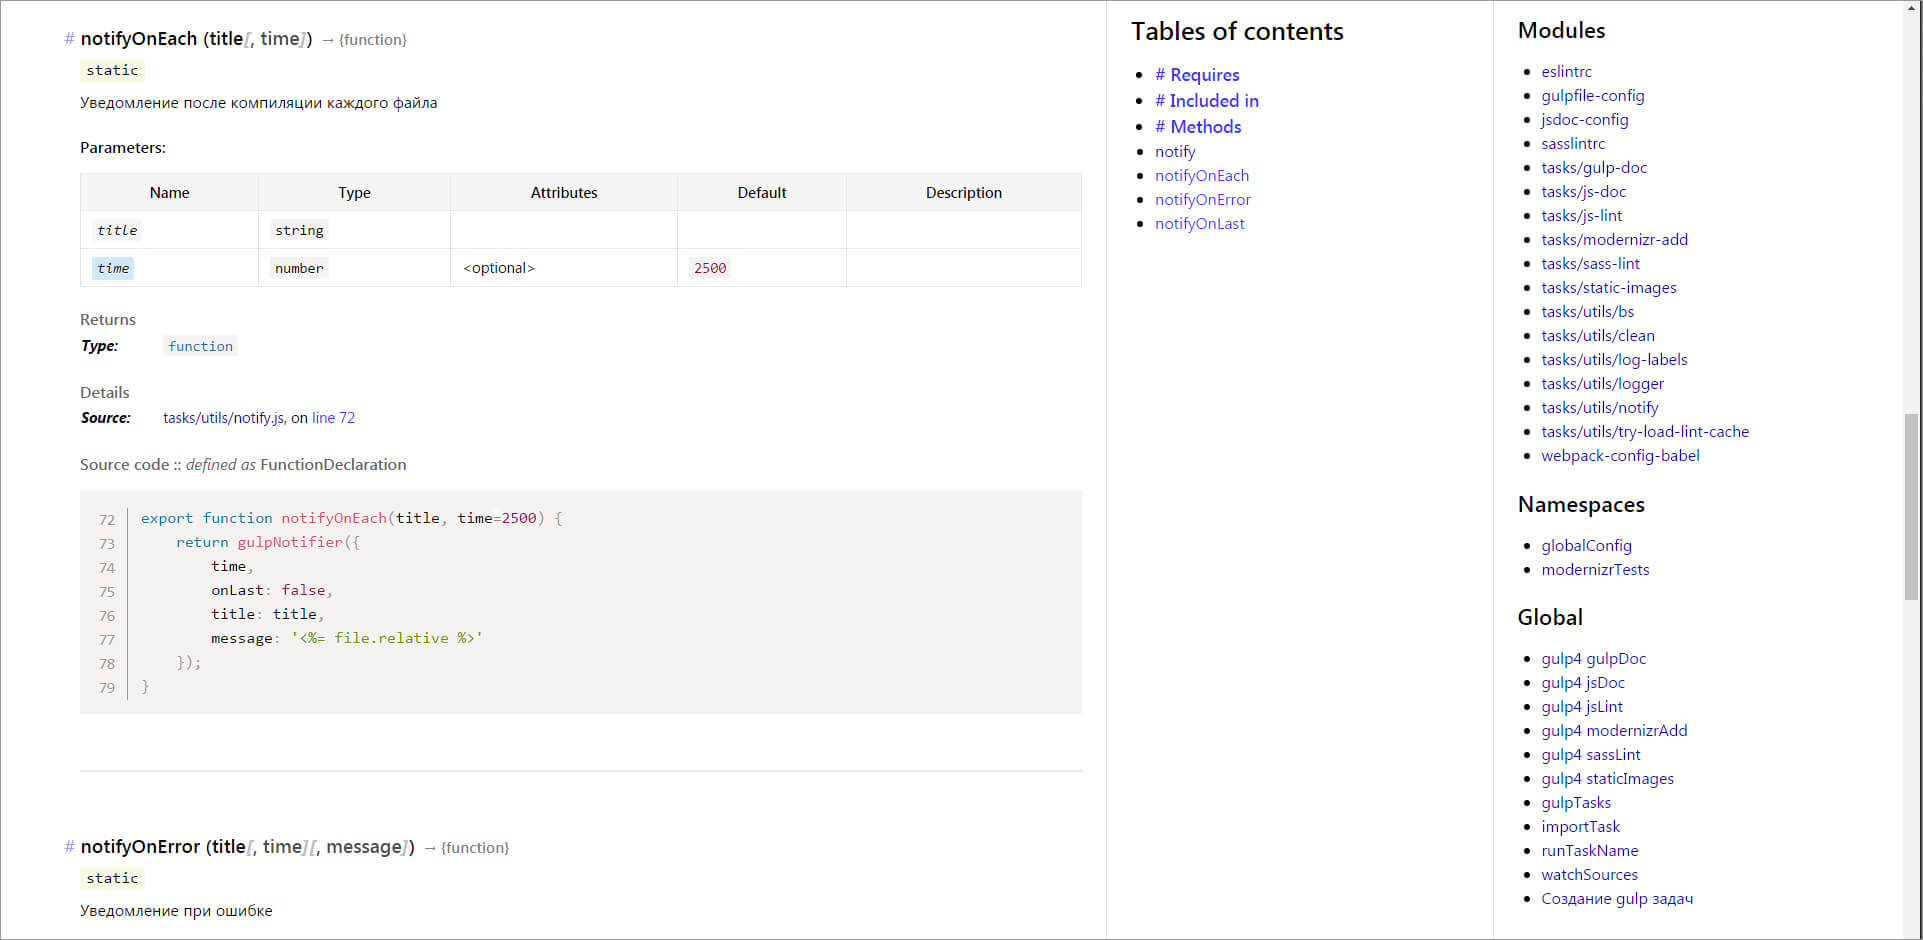 # notifyOnEach (title[, time]) → {function}
static
Уведомление после компиляции каждого файла
Parameters:
Name Type Attributes Default Description
title string
time number <optional> 2500
Returns
Type: function
Details
Source: tasks/utils/notify.js, on line 72
Source code :: defined as FunctionDeclaration
72 export function notifyOnEach(title, time=2500) {
73 return gulpNotifier({
74 time,
75 onLast: false,
76 title: title,
77 message: '<%= file.relative %>'
78 });
79 }
# notifyOnError (title[, time][, message]) → {function}
static
Уведомление при ошибке
Tables of contents
# Requires
# Included in
# Methods
notify
notifyOnEach
notifyOnError
notifyOnLast
Modules
eslintrc
gulpfile-config
jsdoc-config
sasslintrc
tasks/gulp-doc
tasks/js-doc
tasks/js-lint
tasks/modernizr-add
tasks/sass-lint
tasks/static-images
tasks/utils/bs
tasks/utils/clean
tasks/utils/log-labels
tasks/utils/logger
tasks/utils/notify
tasks/utils/try-load-lint-cache
webpack-config-babel
Namespaces
globalConfig
modernizrTests
Global
gulp4 gulpDoc
gulp4 jsDoc
gulp4 jsLint
gulp4 modernizrAdd
gulp4 sassLint
gulp4 staticImages
gulpTasks
importTask
runTaskName
watchSources
Создание gulp задач